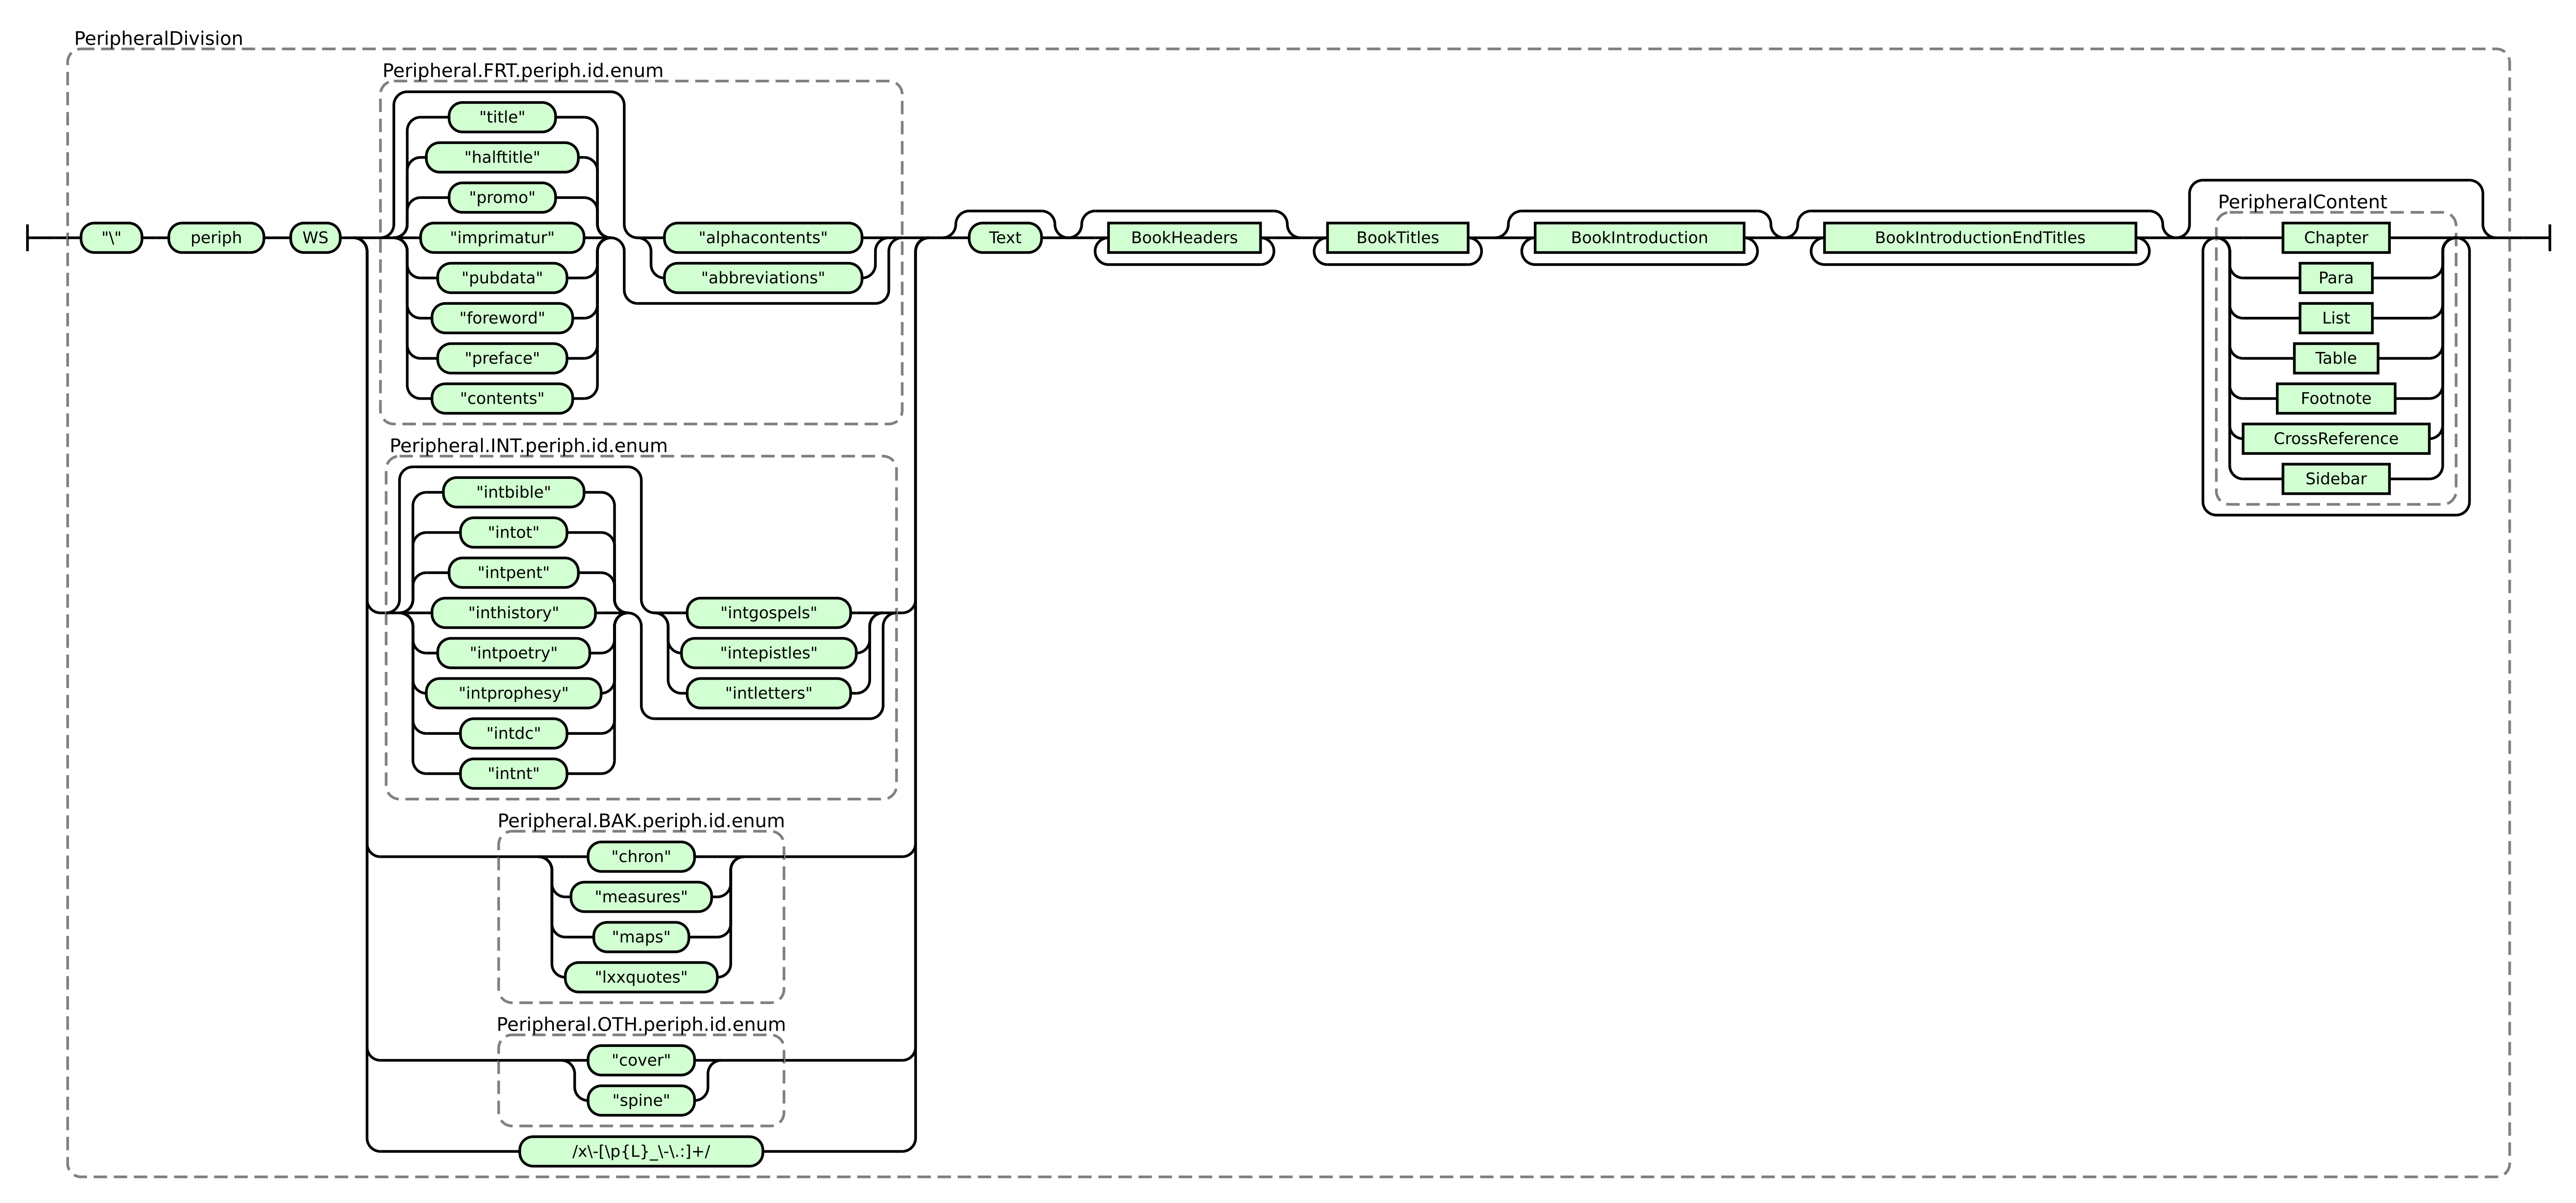 PeripheralDivision
Peripheral.FRT.periph.id.enum
"title"
"halftitle"
"promo"
PeripheralContent
"\" periph WS "imprimatur" "alphacontents" Text BookHeaders BookTitles BookIntroduction BookIntroductionEndTitles Chapter
"pubdata" "abbreviations" Para
"foreword" List
"preface" Table
"contents" Footnote
CrossReference
Peripheral.INT.periph.id.enum
Sidebar
"intbible"
"intot"
"intpent"
"inthistory" "intgospels"
"intpoetry" "intepistles"
"intprophesy" "intletters"
"intdc"
"intnt"
Peripheral.BAK.periph.id.enum
"chron"
"measures"
"maps"
"lxxquotes"
Peripheral.OTH.periph.id.enum
"cover"
"spine"
/x\-[\p{L}_\-\.:]+/